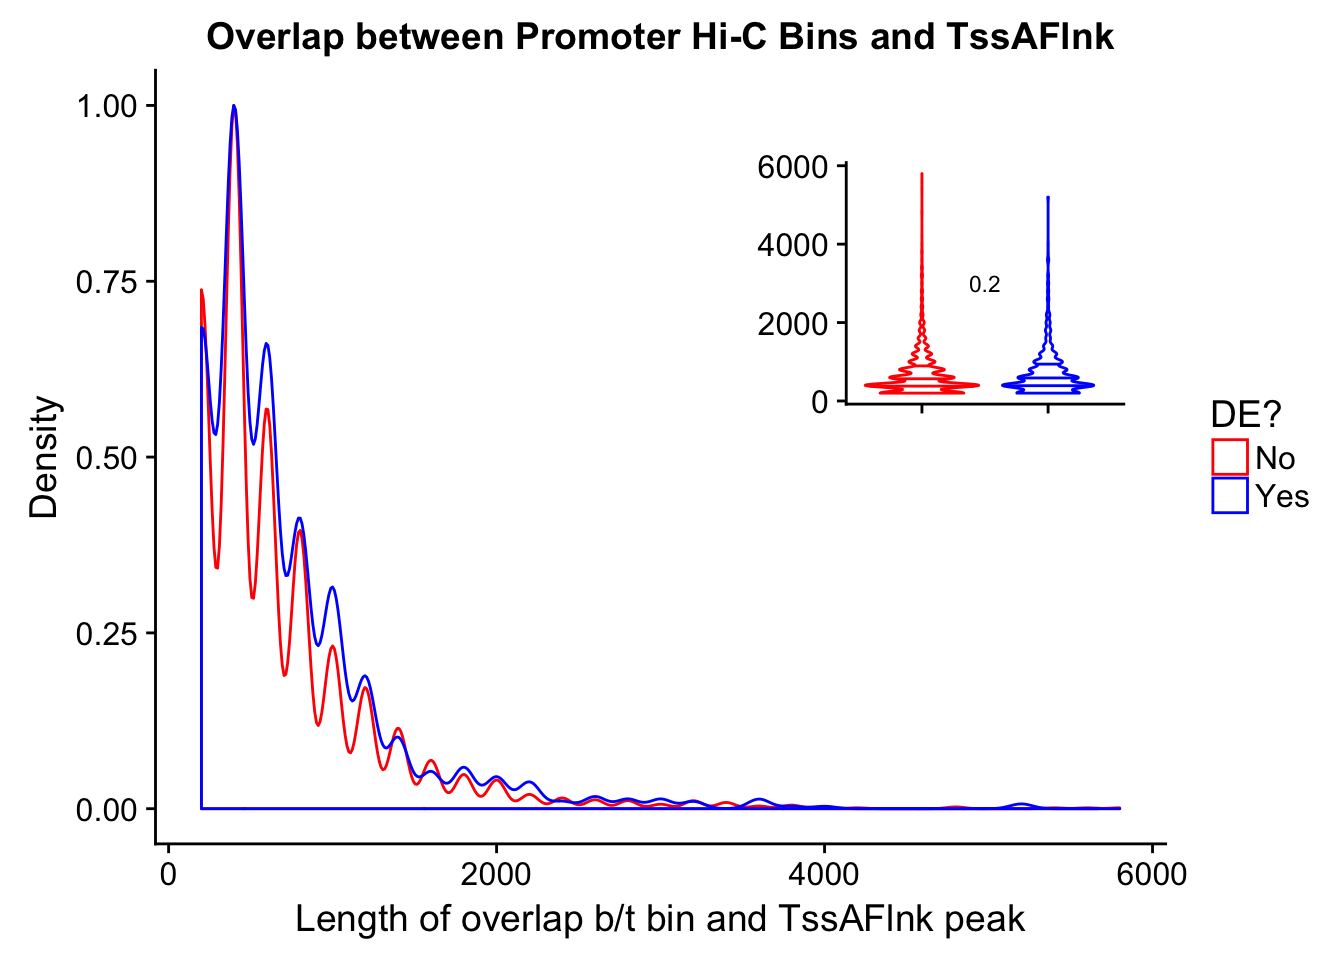 Overlap between Promoter Hi-C Bins and TssAFlnk
1.00
0.75
0.50
0.25
0.00
Density
0
2000
4000
6000
Length of overlap b/t bin and TssAFlnk peak
6000
4000
2000
0
0.2
DE?
No
Yes